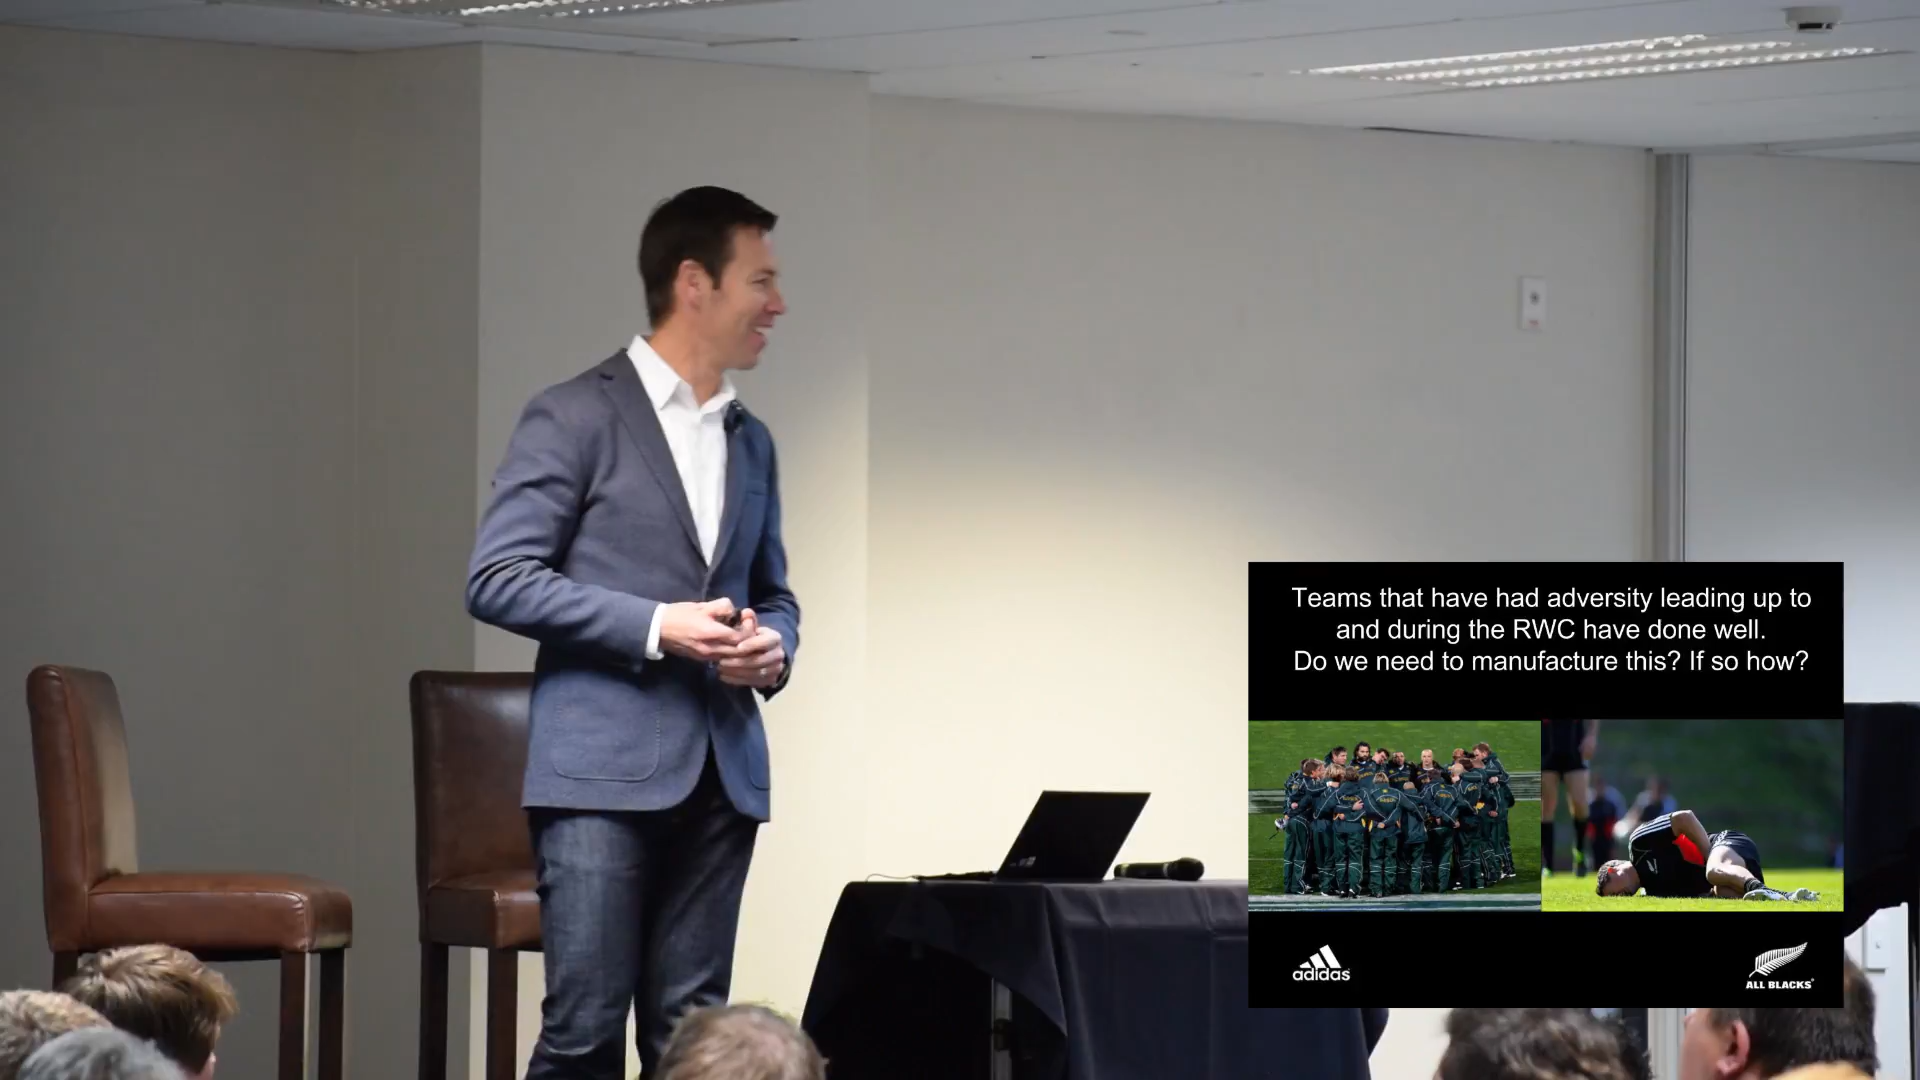 Teams that have had adversity leading up to
and during the RWC have done well.
Do we need to manufacture this? If so how?
adidas
ALL BLACKS